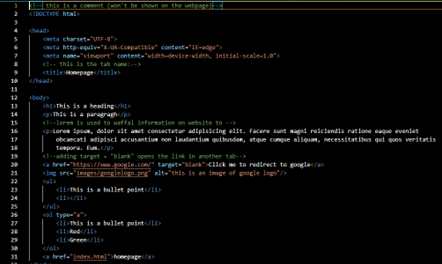 1 <!-- this is a comment (won't be shown on the webpage)-->
2 <!DOCTYPE html>
3
4 <head>
5 <meta charset="UTF-8">
6 <meta http-equiv="X-UA-Compatible" content="IE=edge">
7 <meta name="viewport" content="width=device-width, initial-scale=1.0">
8 <!-- this is the tab name:-->
9 <title>Homepage</title>
10 </head>
11
12 <body>
13 <h1>This is a heading</h1>
14 <p>This is a paragragh</p>
15 <!--lorem is used to waffal information on website to -->
16 <p>Lorem ipsum, dolor sit amet consectetur adipisicing elit. Facere sunt magni reiciendis ratione eaque eveniet
17 obcaecati adipisci accusantium non laudantium quibusdam, atque cumque aliquam, necessitatibus qui quos veritatis
18 tempora. Eum.</p>
19 <!--adding target = "blank" opens the link in another tab-->
20 <a href="https://www.google.com/" target="blank">Click me to redirect to google</a>
21 <img src="images/googlelogo.png" alt="this is an image of google logo"/>
22 <ul>
23 <li>This is a bullet point</li>
24 <li></li>
25 </ul>
26 <ol type="a">
27 <li>This is a bullet point</li>
28 <li>Red</li>
29 <li>Green</li>
30 </ol>
31 <a href="index.html">homepage</a>